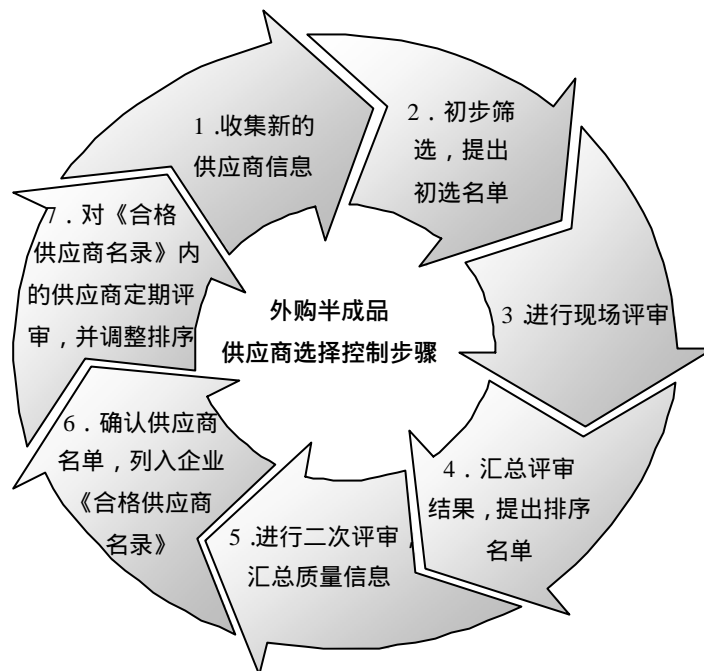 1.收集新的
供应商信息
2.初步筛
选,提出
初选名单
3.进行现场评审
4.汇总评审
结果,提出排序
名单
5.进行二次评审,
汇总质量信息
6.确认供应商
名单,列入企业
《合格供应商
名录》
7.对《合格
供应商名录》内
的供应商定期评
审,并调整排序
外购半成品
供应商选择控制步骤